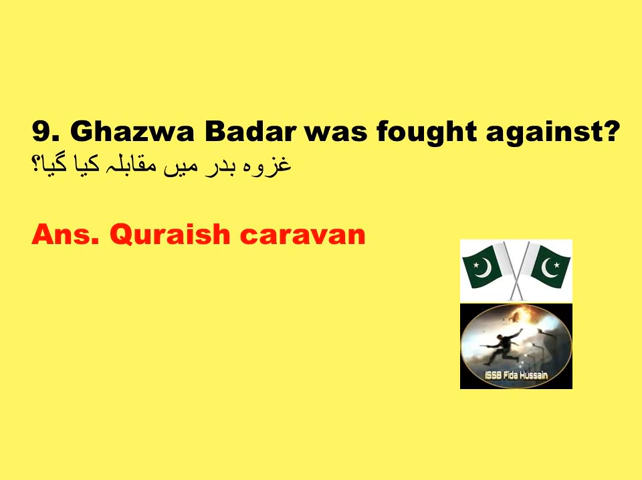 9. Ghazwa Badar was fought against?
غزوہ بدر میں مقابلہ کیا گیا؟
Ans. Quraish caravan
ISSB Fida Hussain